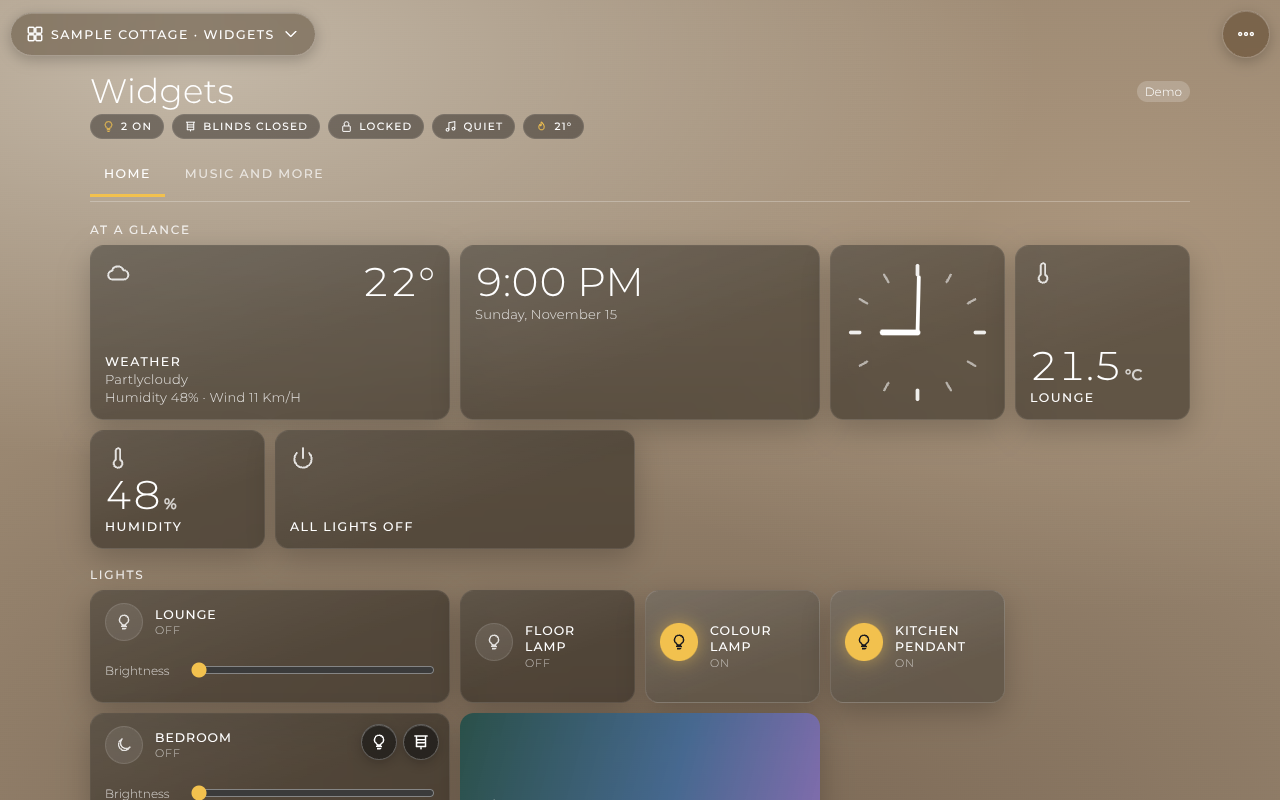 SAMPLE COTTAGE · WIDGETS
Widgets
Demo
2 ON
BLINDS CLOSED
LOCKED
QUIET
21°
HOME
MUSIC AND MORE
AT A GLANCE
22°
WEATHER
Partlycloudy
Humidity 48% · Wind 11 Km/H
9:00 PM
Sunday, November 15
21.5 °C
LOUNGE
48 %
HUMIDITY
ALL LIGHTS OFF
LIGHTS
LOUNGE
OFF
Brightness
FLOOR
LAMP
OFF
COLOUR
LAMP
ON
KITCHEN
PENDANT
ON
BEDROOM
OFF
Brightness